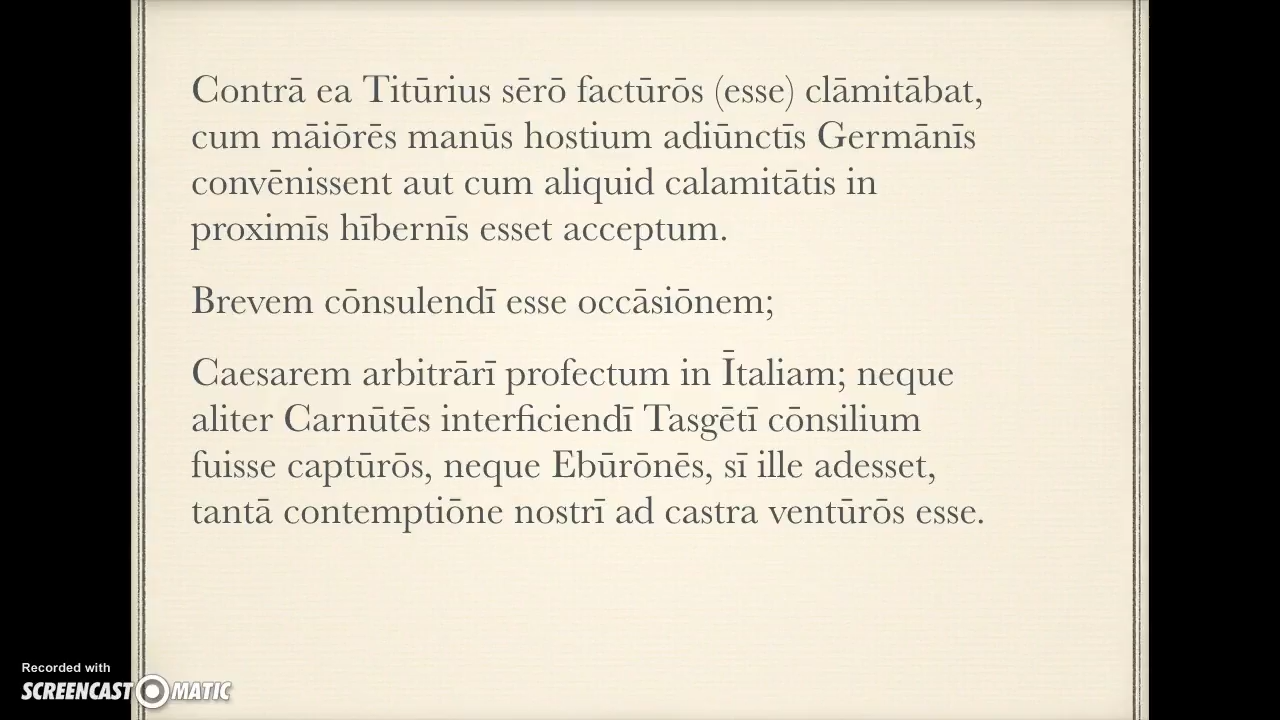 Contrā ea Titūrius sērō factūrōs (esse) clāmitābat,
cum māiōrēs manūs hostium adiūnctīs Germānīs
convēnissent aut cum aliquid calamitātis in
proximīs hībernīs esset acceptum.
Brevem cōnsulendī esse occāsiōnem;
Caesarem arbitrārī profectum in Ītaliam; neque
aliter Carnūtēs interficiendī Tasgētī cōnsilium
fuisse captūrōs, neque Ebūrōnēs, sī ille adesset,
tantā contemptiōne nostrī ad castra ventūrōs esse.
Recorded with
SCREENCAST O MATIC